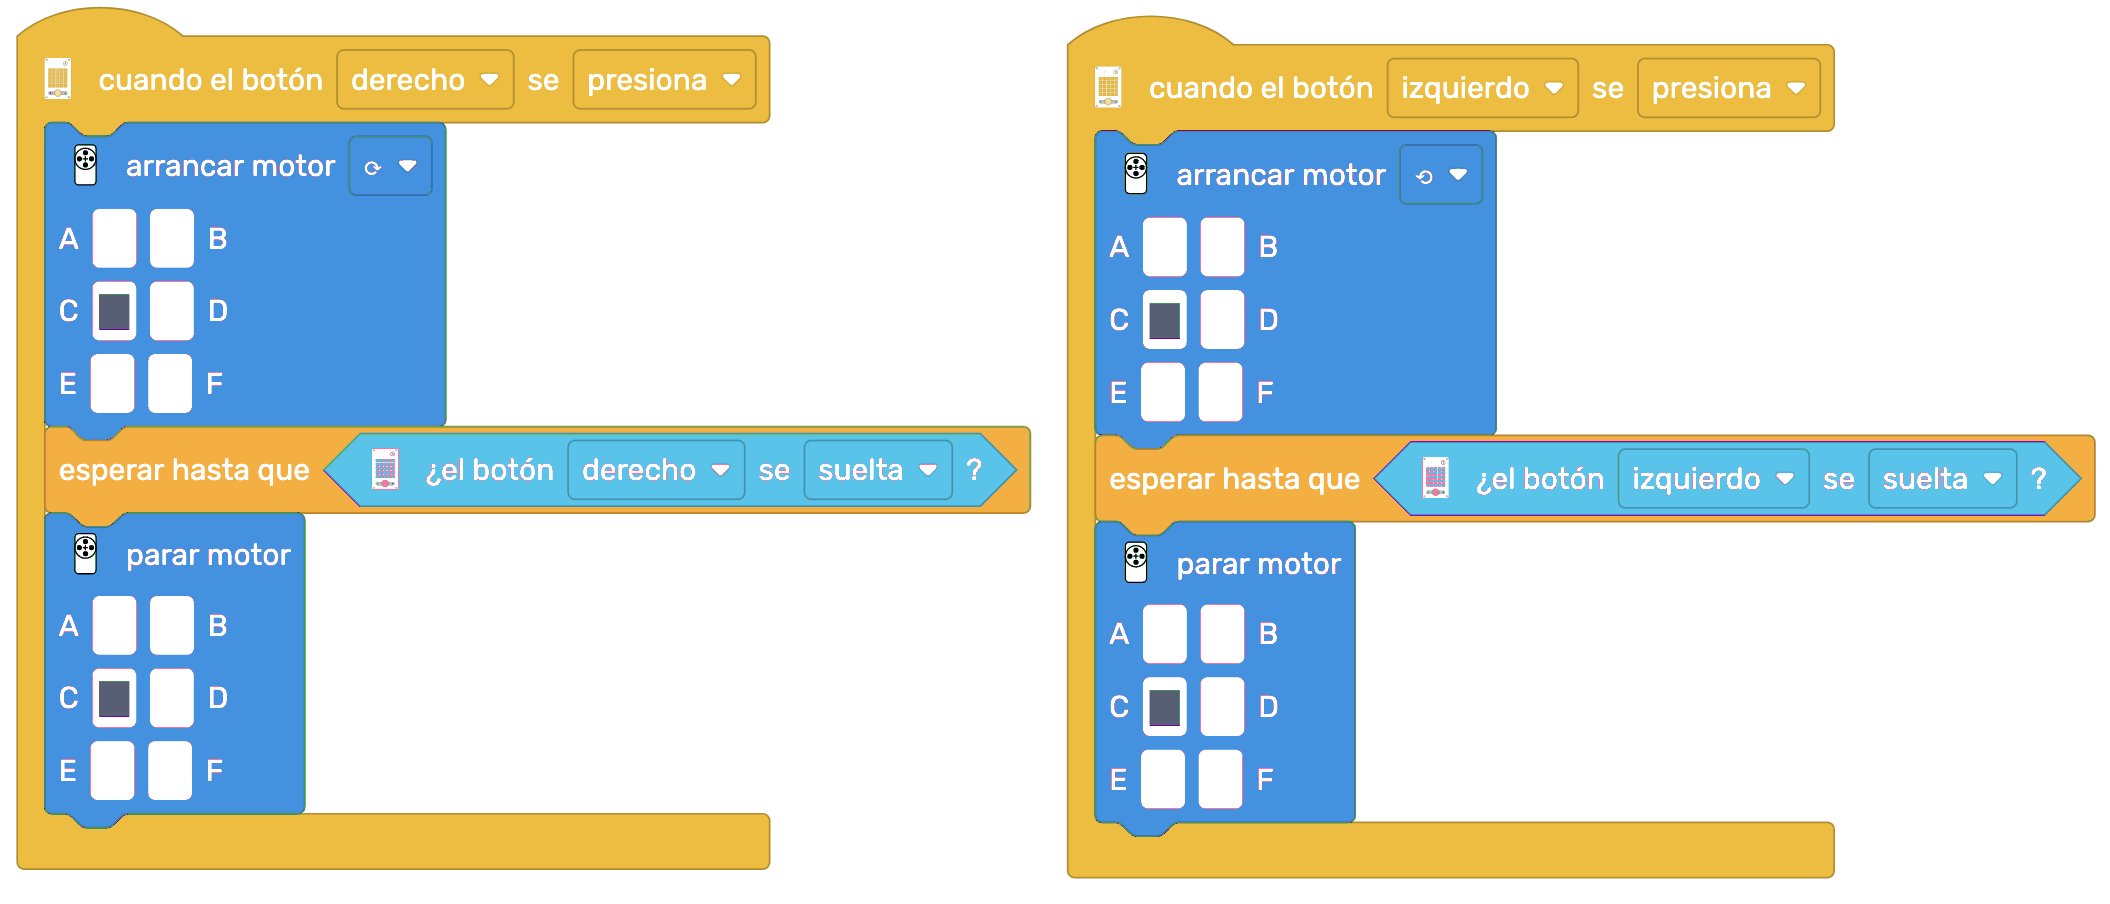 cuando el botón derecho se presiona
arrancar motor ⟳
A B
C D
E F
esperar hasta que ¿el botón derecho se suelta ?
parar motor
A B
C D
E F
cuando el botón izquierdo se presiona
arrancar motor ⟲
A B
C D
E F
esperar hasta que ¿el botón izquierdo se suelta ?
parar motor
A B
C D
E F